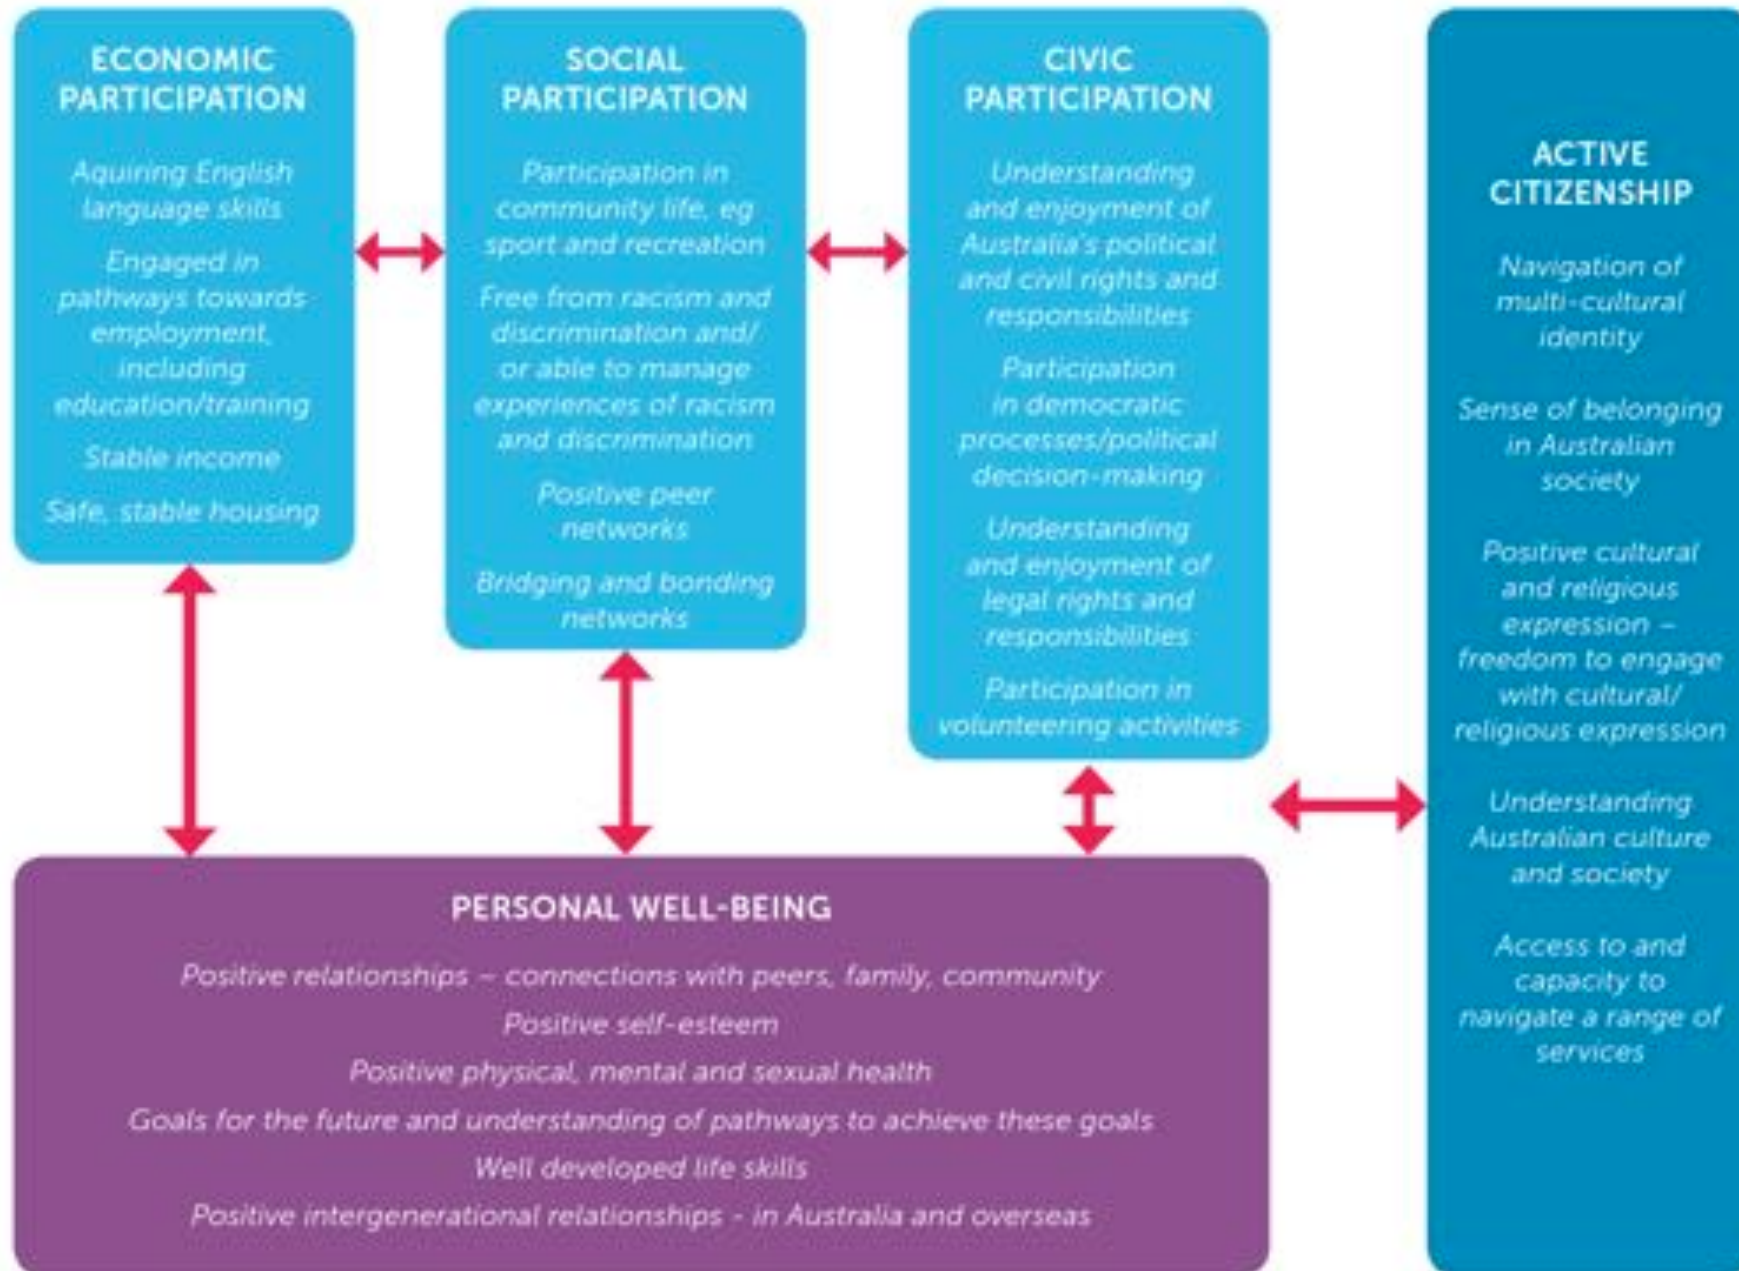 ECONOMIC
PARTICIPATION
Aquiring English
language skills
Engaged in
pathways towards
employment,
including
education/training
Stable income
Safe, stable housing
SOCIAL
PARTICIPATION
Participation in
community life, eg
sport and recreation
Free from racism and
discrimination and/
or able to manage
experiences of racism
and discrimination
Positive peer
networks
Bridging and bonding
networks
CIVIC
PARTICIPATION
Understanding
and enjoyment of
Australia's political
and civil rights and
responsibilities
Participation
in democratic
processes/political
decision-making
Understanding
and enjoyment of
legal rights and
responsibilities
Participation in
volunteering activities
ACTIVE
CITIZENSHIP
Navigation of
multi-cultural
identity
Sense of belonging
in Australian
society
Positive cultural
and religious
expression –
freedom to engage
with cultural/
religious expression
Understanding
Australian culture
and society
Access to and
capacity to
navigate a range of
services
PERSONAL WELL-BEING
Positive relationships – connections with peers, family, community
Positive self-esteem
Positive physical, mental and sexual health
Goals for the future and understanding of pathways to achieve these goals
Well developed life skills
Positive intergenerational relationships - in Australia and overseas